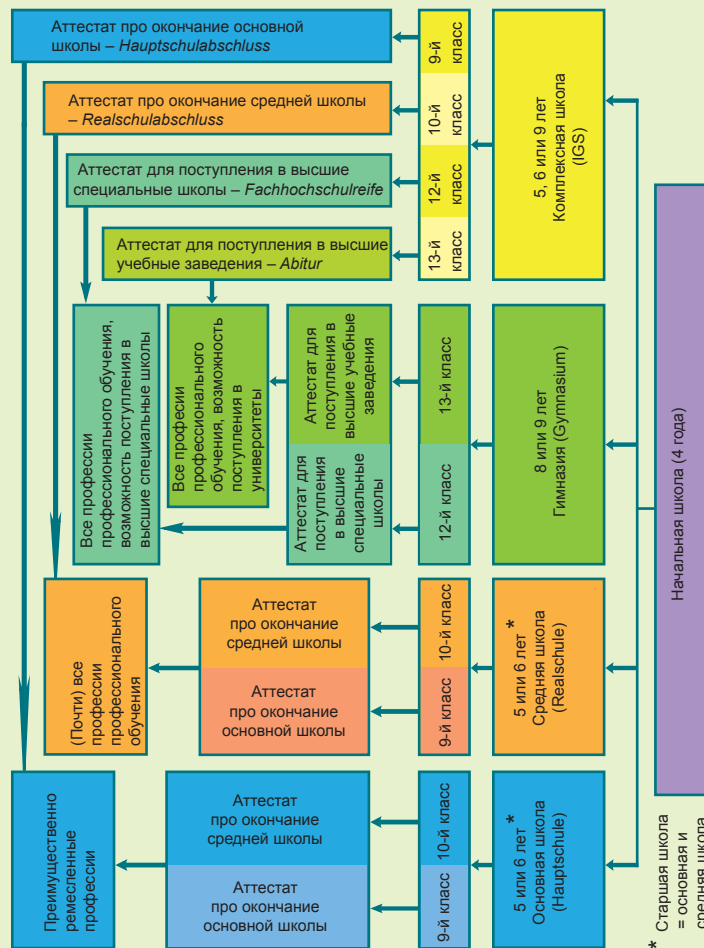 Аттестат про окончание основной
школы – Hauptschulabschluss
Аттестат про окончание средней школы
– Realschulabschluss
Аттестат для поступления в высшие
специальные школы – Fachhochschulreife
Аттестат для поступления в высшие
учебные заведения – Abitur
9-й
класс
10-й
класс
12-й
класс
13-й
класс
5, 6 или 9 лет
Комплексная школа
(IGS)
Все профессии
профессионального обучения,
возможность поступления в
высшие специальные школы
Все професии
профессионального
обучения, возможность
поступления в
университеты
Аттестат для
поступления
в высшие
специальные
школы
Аттестат для
поступления в
высшие учебные
заведения
12-й класс
13-й класс
8 или 9 лет
Гимназия (Gymnasium)
(Почти) все
профессии
профессионального
обучения
Аттестат
про окончание
средней школы
Аттестат
про окончание
основной школы
9-й класс
10-й класс
5 или 6 лет *
Средняя школа
(Realschule)
Преимущественно
ремесленные
профессии
Аттестат
про окончание
средней школы
Аттестат
про окончание
основной школы
9-й класс
10-й класс
5 или 6 лет *
Основная школа
(Hauptschule)
Начальная школа (4 года)
* Старшая школа
= основная и
средняя школа